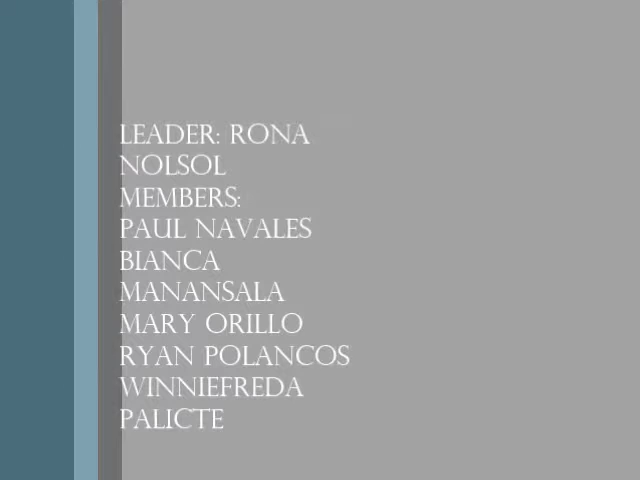 LEADER: RONA
NOLSOL
MEMBERS:
PAUL NAVALES
BIANCA
MANANSALA
MARY ORILLO
RYAN POLANCOS
WINNIEFREDA
PALICTE